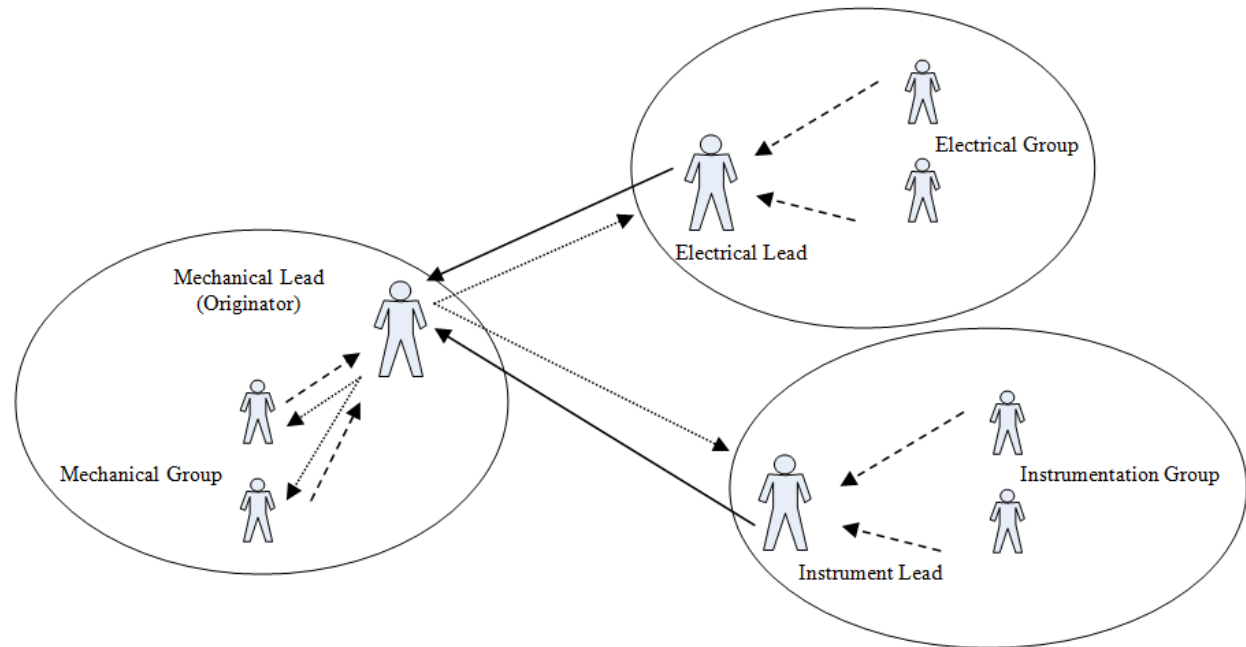 Electrical Group
Electrical Lead
Mechanical Lead
(Originator)
Mechanical Group
Instrumentation Group
Instrument Lead